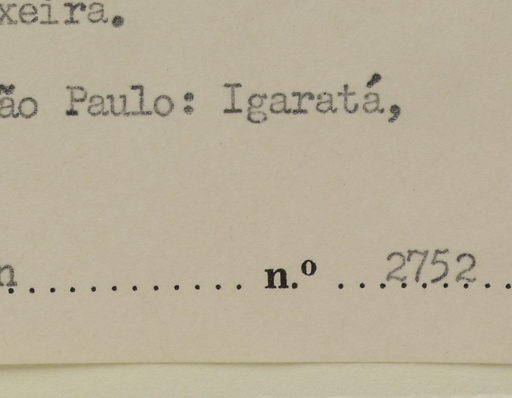 xeira.
ão Paulo: Igaratá,
n ............ n.º ... 2752 ..